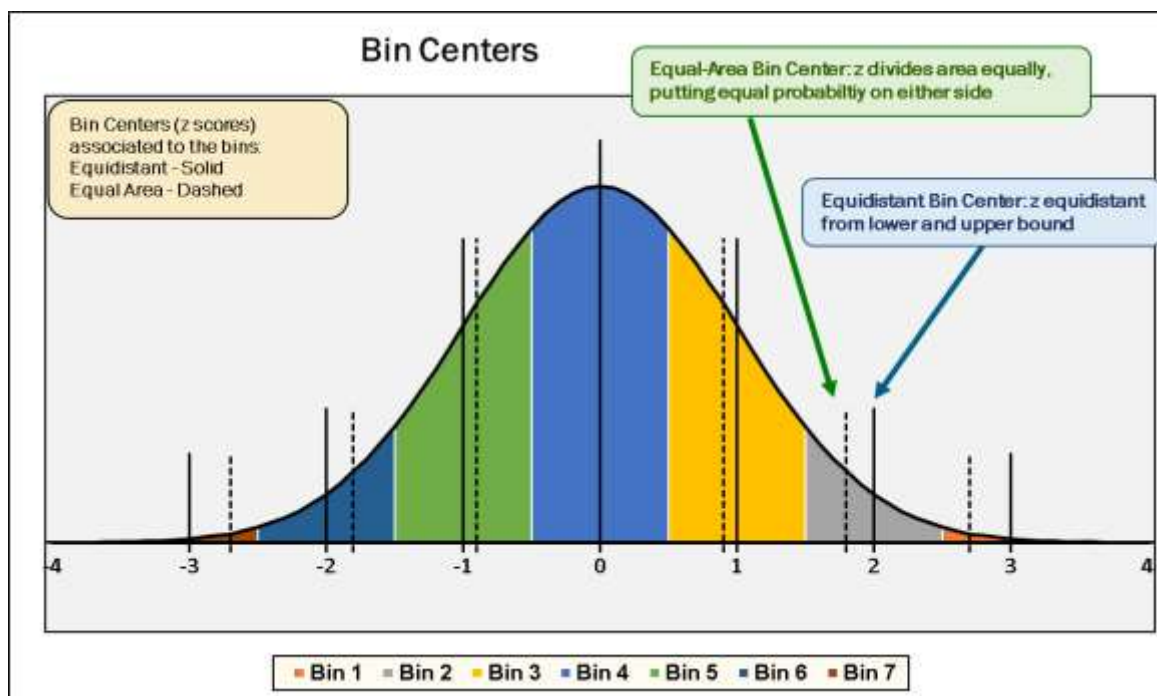 Bin Centers
Equal-Area Bin Center: z divides area equally,
putting equal probabiltiy on either side
Bin Centers (z scores)
associated to the bins:
Equidistant - Solid
Equal Area - Dashed
Equidistant Bin Center: z equidistant
from lower and upper bound
-4 -3 -2 -1 0 1 2 3 4
Bin 1 Bin 2 Bin 3 Bin 4 Bin 5 Bin 6 Bin 7